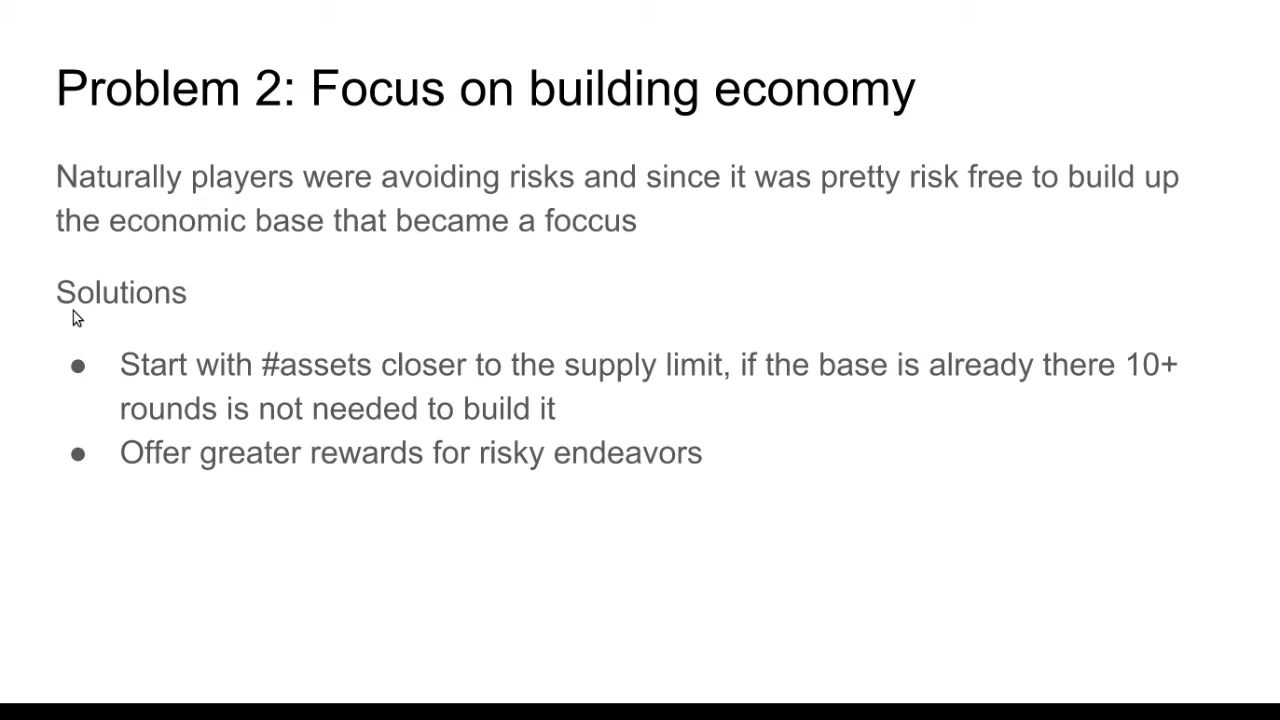 Problem 2: Focus on building economy
Naturally players were avoiding risks and since it was pretty risk free to build up
the economic base that became a foccus
Solutions
● Start with #assets closer to the supply limit, if the base is already there 10+
rounds is not needed to build it
● Offer greater rewards for risky endeavors